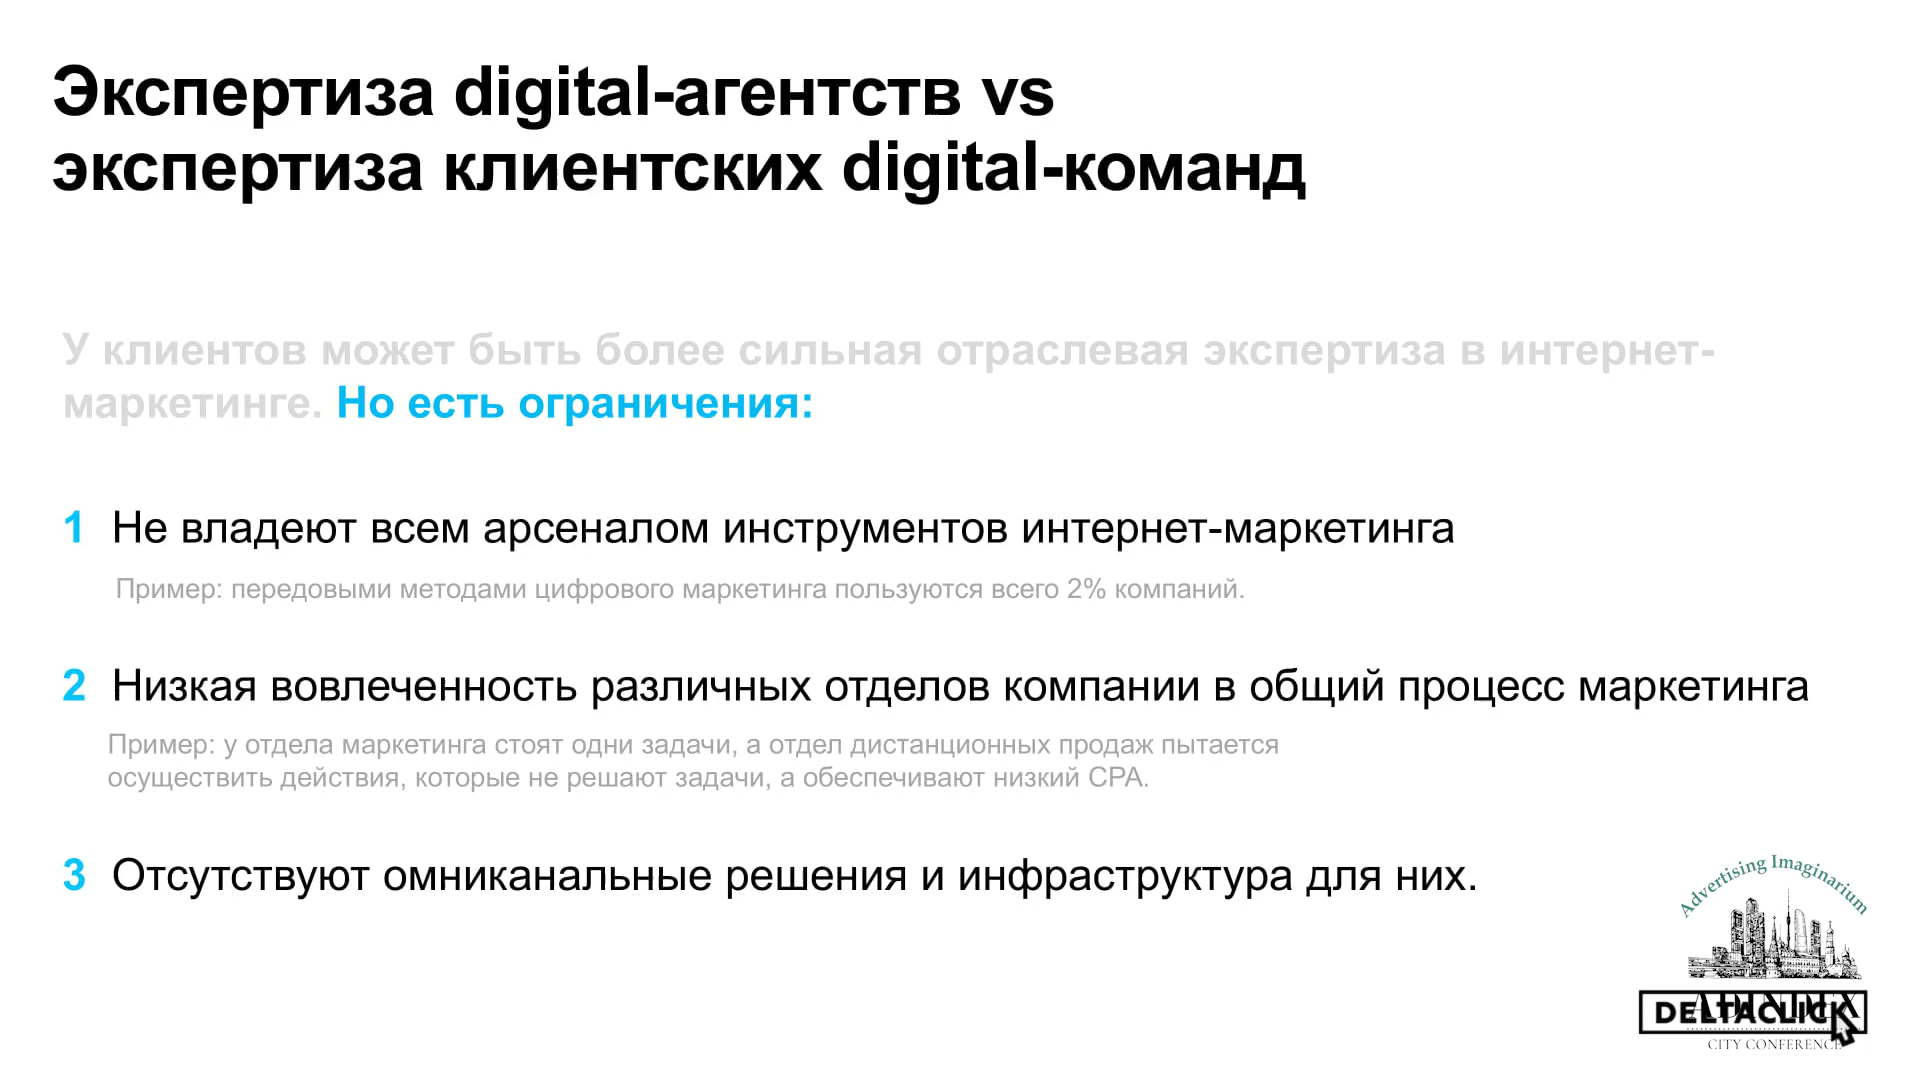 Экспертиза digital-агентств vs
экспертиза клиентских digital-команд
У клиентов может быть более сильная отраслевая экспертиза в интернет-
маркетинге. Но есть ограничения:
1 Не владеют всем арсеналом инструментов интернет-маркетинга
Пример: передовыми методами цифрового маркетинга пользуются всего 2% компаний.
2 Низкая вовлеченность различных отделов компании в общий процесс маркетинга
Пример: у отдела маркетинга стоят одни задачи, а отдел дистанционных продаж пытается
осуществить действия, которые не решают задачи, а обеспечивают низкий CPA.
3 Отсутствуют омниканальные решения и инфраструктура для них.
Advertising Imaginarium
ADINDEX
DELTACLICK
CITY CONFERENCE